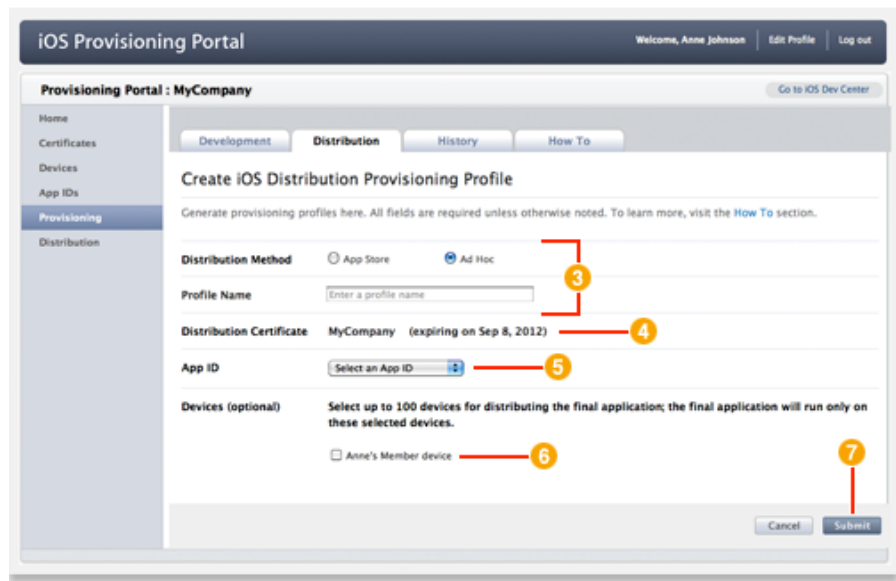 iOS Provisioning Portal
Welcome, Anne Johnson
Edit Profile
Log out
Provisioning Portal : MyCompany
Go to iOS Dev Center
Home
Certificates
Devices
App IDs
Provisioning
Distribution
Development
Distribution
History
How To
Create iOS Distribution Provisioning Profile
Generate provisioning profiles here. All fields are required unless otherwise noted. To learn more, visit the How To section.
Distribution Method
App Store
Ad Hoc
3
Profile Name
Enter a profile name
Distribution Certificate
MyCompany (expiring on Sep 8, 2012)
4
App ID
Select an App ID
5
Devices (optional)
Select up to 100 devices for distributing the final application; the final application will run only on
these selected devices.
Anne's Member device
6
7
Cancel
Submit